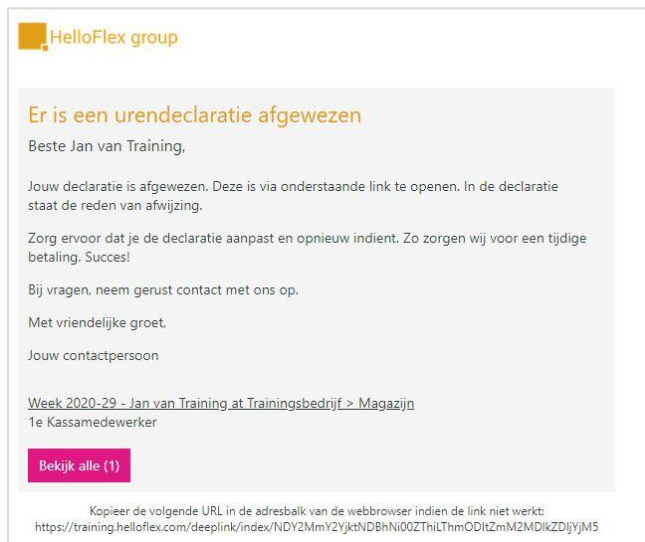 HelloFlex group
Er is een urendeclaratie afgewezen
Beste Jan van Training,
Jouw declaratie is afgewezen. Deze is via onderstaande link te openen. In de declaratie
staat de reden van afwijzing.
Zorg ervoor dat je de declaratie aanpast en opnieuw indient. Zo zorgen wij voor een tijdige
betaling. Succes!
Bij vragen, neem gerust contact met ons op.
Met vriendelijke groet,
Jouw contactpersoon
Week 2020-29 - Jan van Training at Trainingsbedrijf > Magazijn
1e Kassamedewerker
Bekijk alle (1)
Kopieer de volgende URL in de adresbalk van de webbrowser indien de link niet werkt:
https://training.helloflex.com/deeplink/index/NDY2MmY2YjktNDBhNi00ZThiLThmODItZmM2MDlkZDljYjM5